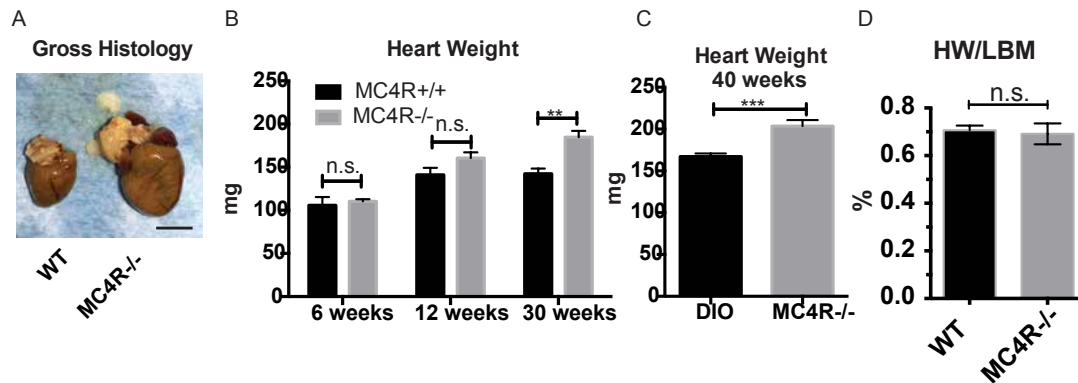 A
Gross Histology
WT
MC4R-/-
B
Heart Weight
MC4R+/+
MC4R-/-
mg
250
200
150
100
50
0
n.s.
n.s.
**
6 weeks
12 weeks
30 weeks
C
Heart Weight
40 weeks
mg
250
200
150
100
50
0
***
DIO
MC4R-/-
D
HW/LBM
n.s.
%
0.8
0.6
0.4
0.2
0.0
WT
MC4R-/-